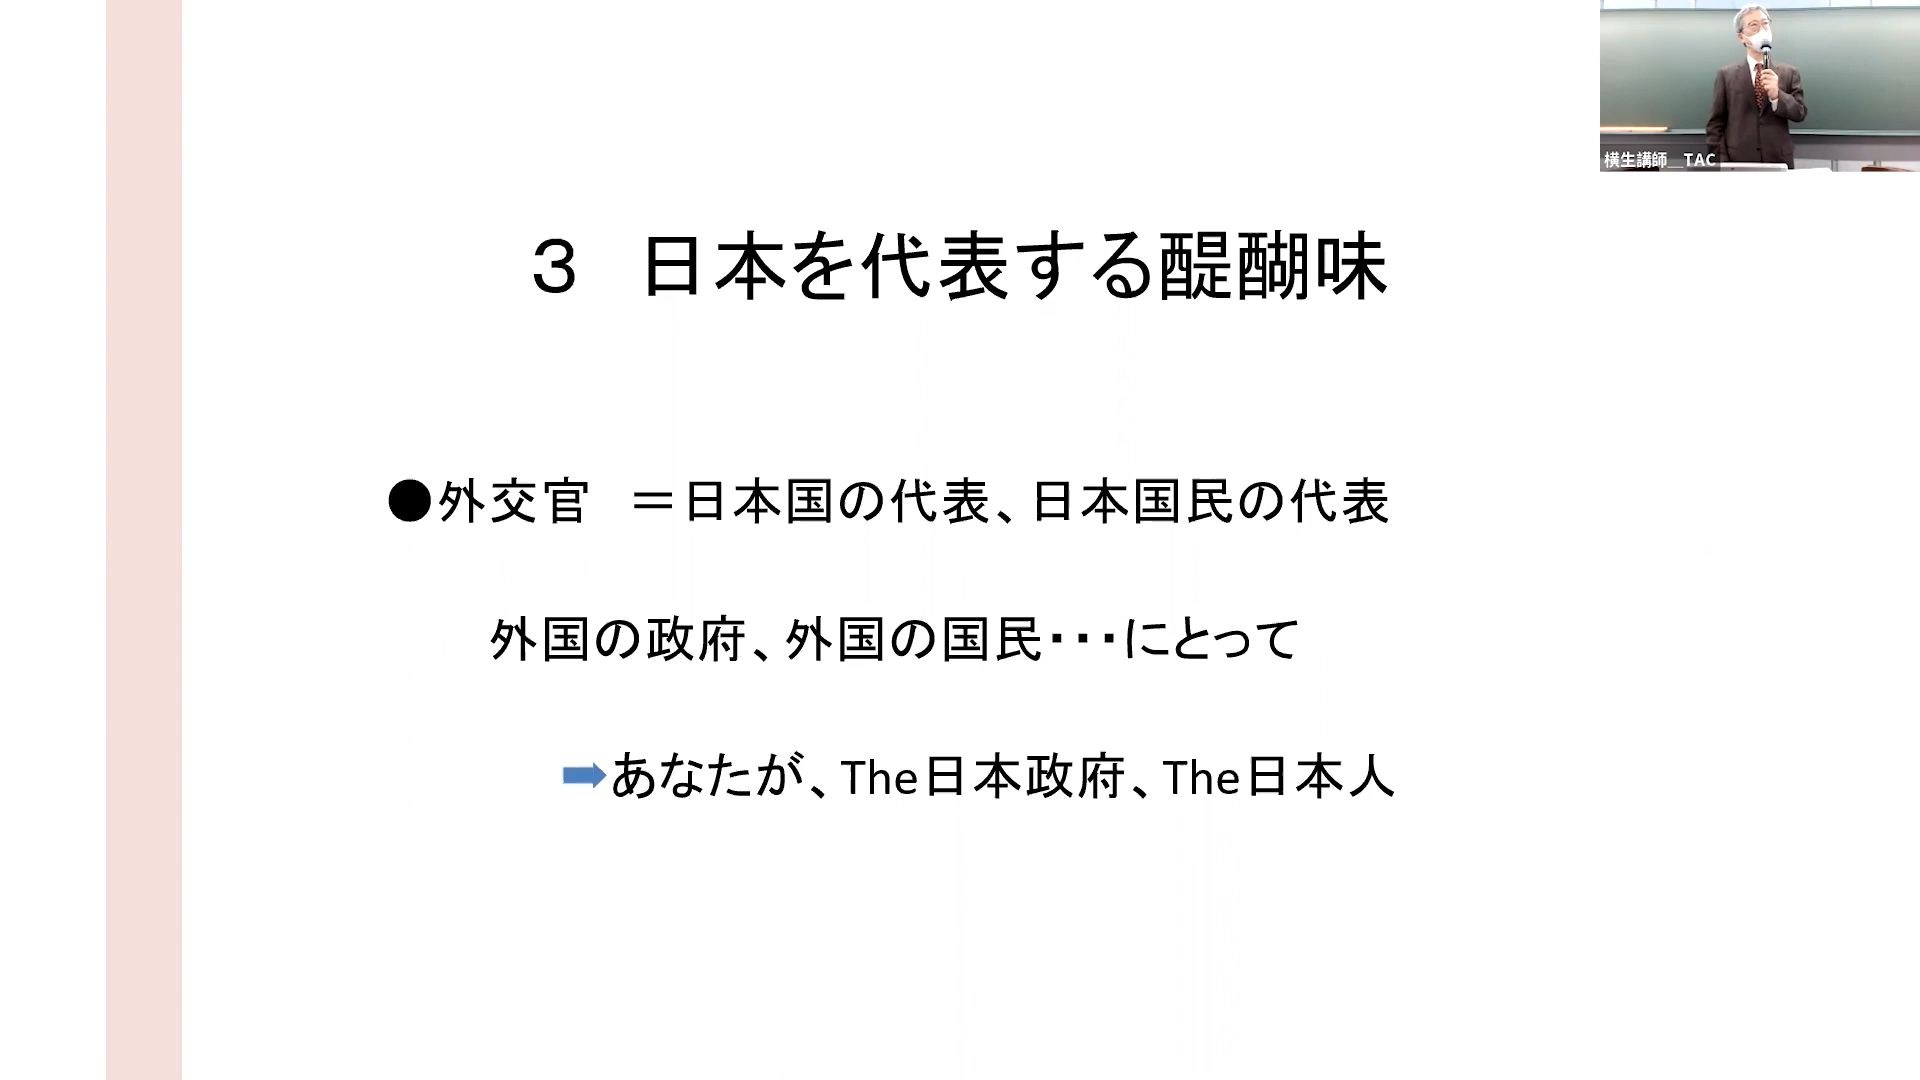 ３　日本を代表する醍醐味
●外交官　＝日本国の代表、日本国民の代表
外国の政府、外国の国民・・・にとって
➡あなたが、The日本政府、The日本人
横生講師__TAC